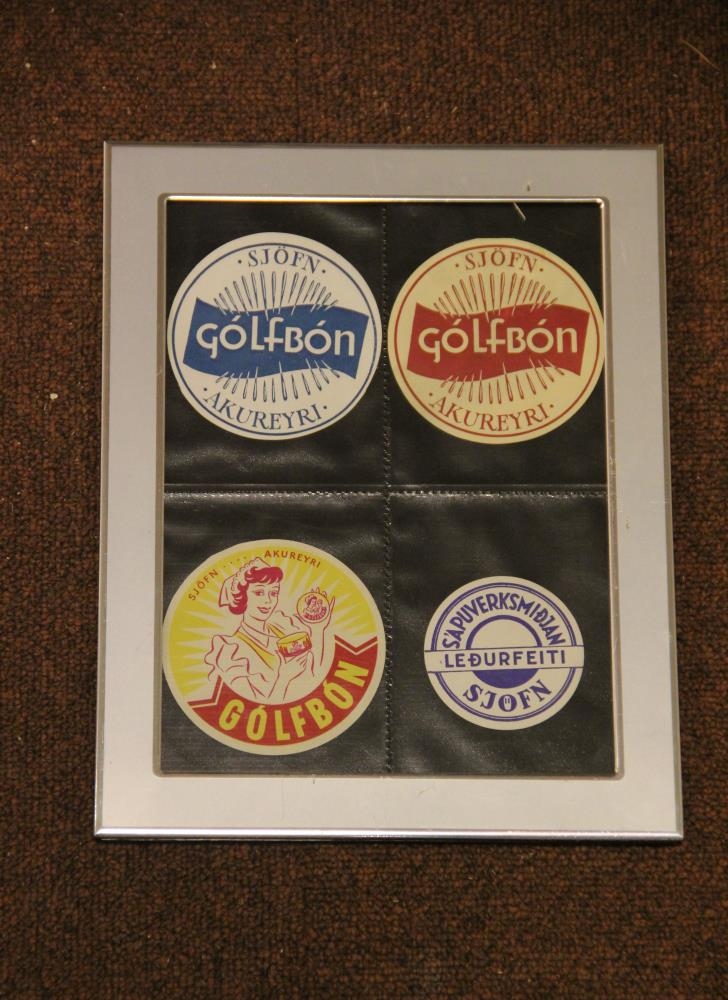 · SJÖFN ·
GÓLFBÓN
· AKUREYRI ·
· SJÖFN ·
GÓLFBÓN
· AKUREYRI ·
SJÖFN ····· AKUREYRI
GÓLFBÓN
SÁPUVERKSMIÐJAN
LEÐURFEITI
SJÖFN